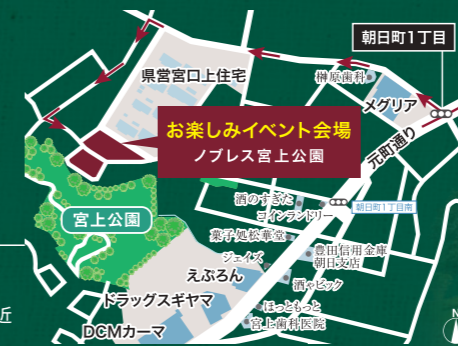 朝日町1丁目
県営宮口上住宅
榊原歯科
メグリア
お楽しみイベント会場
ノブレス宮上公園
元町通り
酒のすぎた
コインランドリー
朝日町1丁目南
宮上公園
菓子処松華堂
ジェイズ
豊田信用金庫
朝日支店
えぷろん
酒ゃビック
ドラッグスギヤマ
ほっともっと
近
宮上歯科医院
DCMカーマ
N